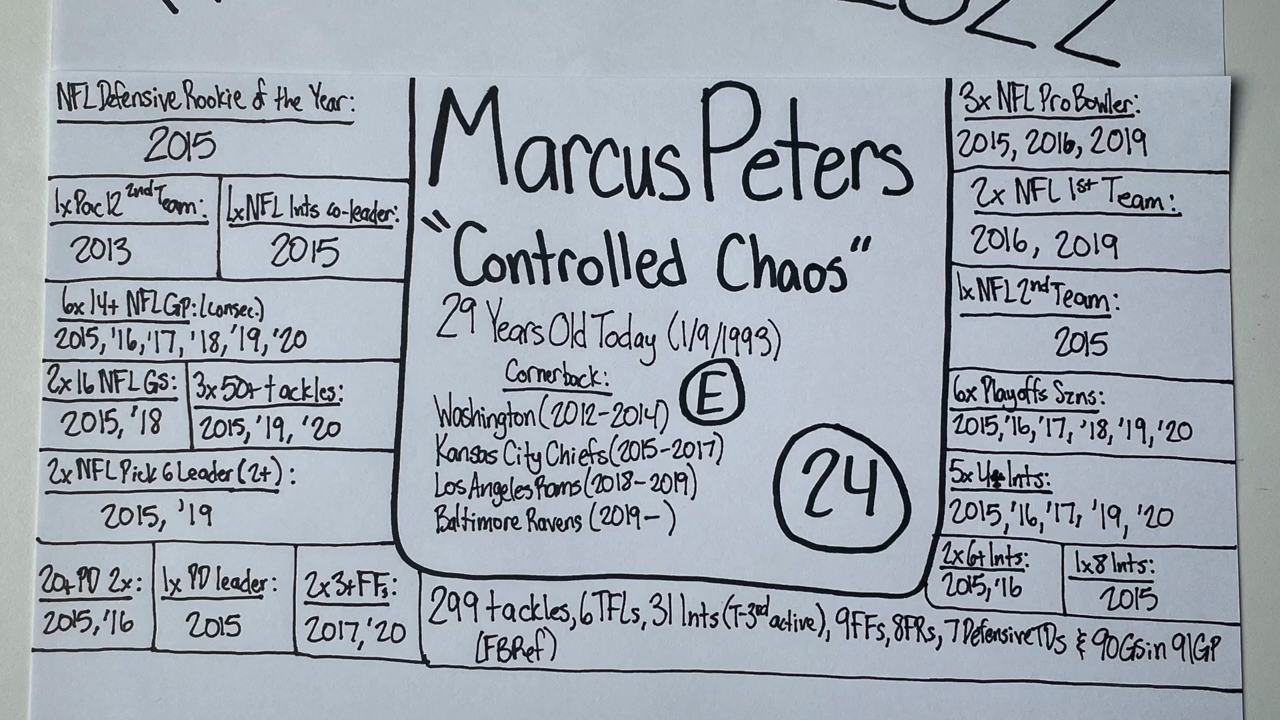 2022
NFL Defensive Rookie of the Year:
2015
1x Pac12 2nd Team:
2013
1x NFL Ints co-leader:
2015
6x 14+ NFL GP: (consec.)
2015, '16, '17, '18, '19, '20
2x 16 NFL GS:
2015, '18
3x 50+ tackles:
2015, '19, '20
2x NFL Pick 6 Leader (2+):
2015, '19
20+ PD 2x:
2015, '16
1x PD leader:
2015
2x 3+ FFs:
2017, '20
Marcus Peters
"Controlled Chaos"
29 Years Old Today (1/9/1993)
Cornerback:
E
Washington (2012-2014)
Kansas City Chiefs (2015-2017)
Los Angeles Rams (2018-2019)
Baltimore Ravens (2019- )
24
299 tackles, 6 TFLs, 31 Ints (T-3rd active), 9 FFs, 8 FRs, 7 Defensive TDs & 90 GS in 91 GP
(FBRef)
3x NFL Pro Bowler:
2015, 2016, 2019
2x NFL 1st Team:
2016, 2019
1x NFL 2nd Team:
2015
6x Playoffs Szns:
2015, '16, '17, '18, '19, '20
5x 4+ Ints:
2015, '16, '17, '19, '20
2x 6+ Ints:
2015, '16
1x 8 Ints:
2015